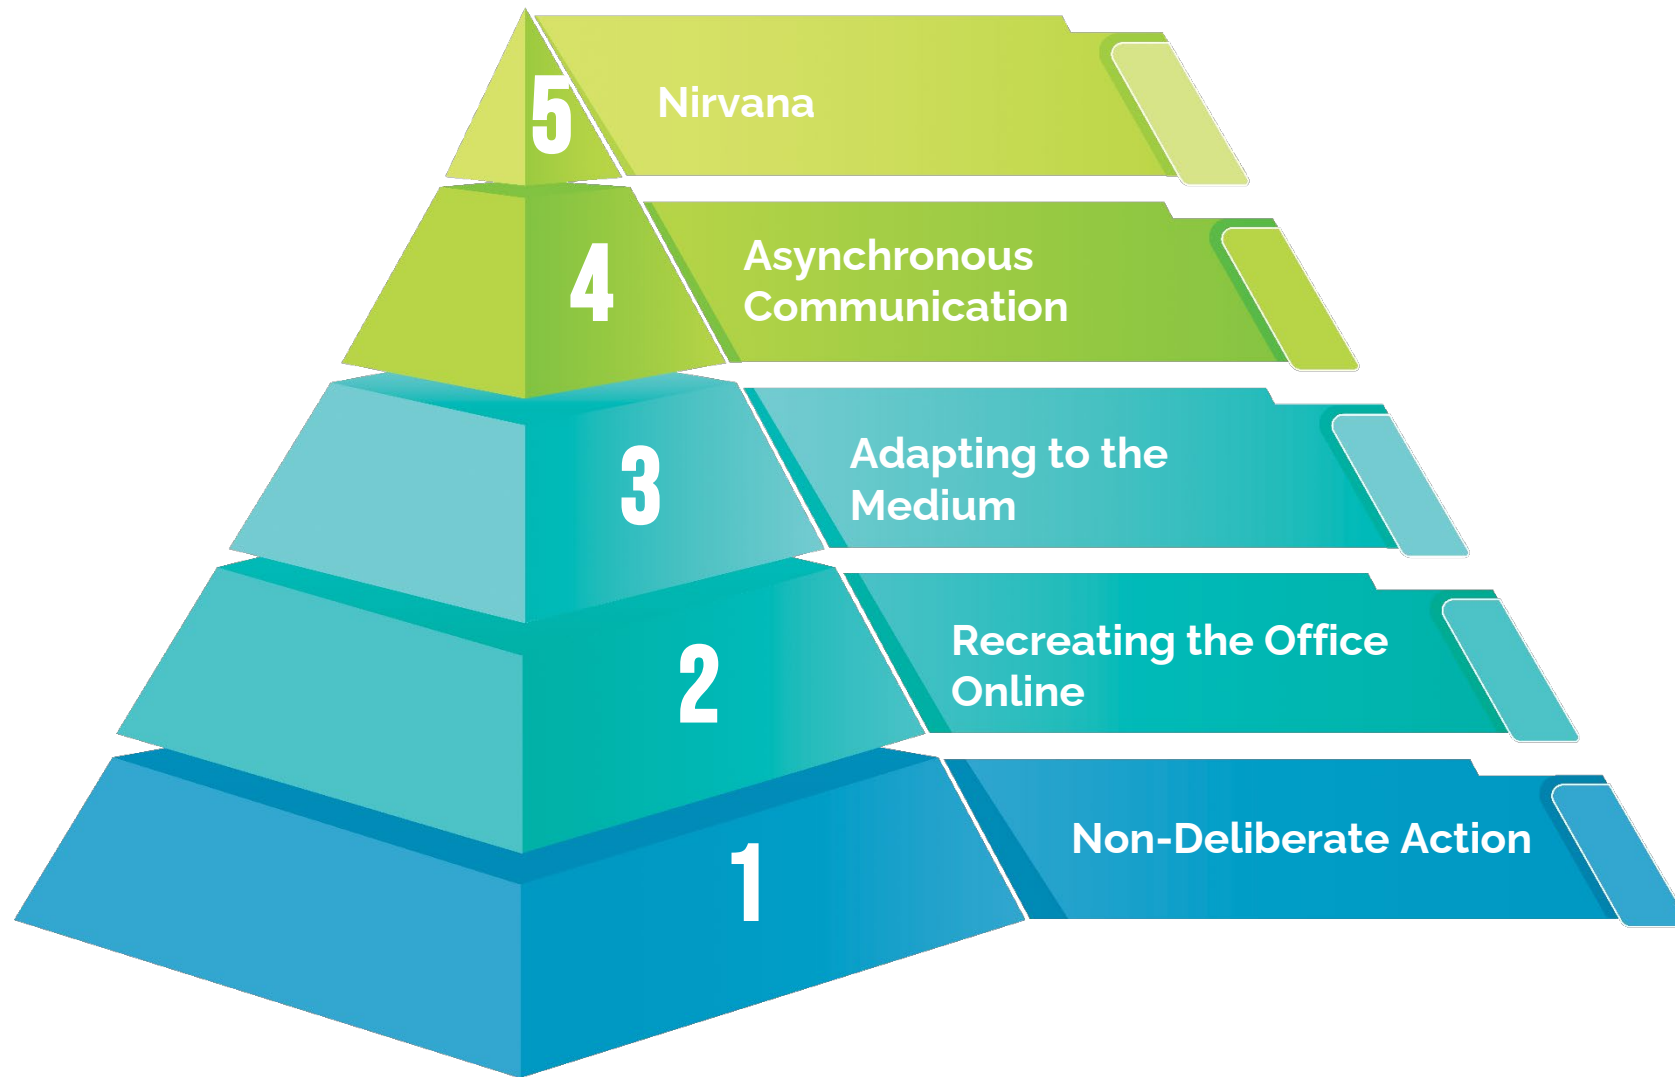 5
Nirvana
4
Asynchronous
Communication
3
Adapting to the
Medium
2
Recreating the Office
Online
1
Non-Deliberate Action